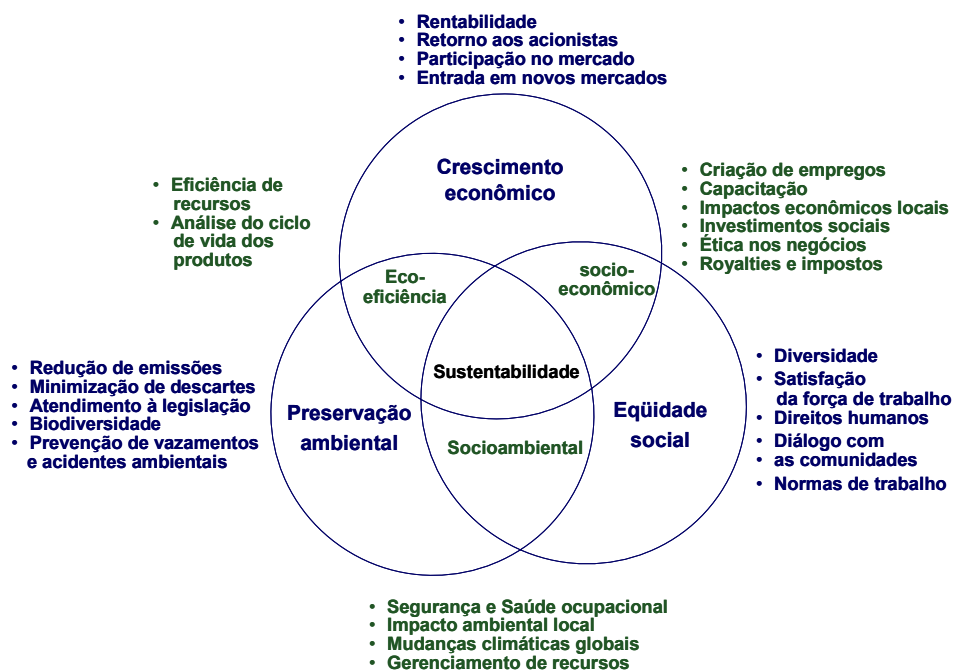 • Rentabilidade
• Retorno aos acionistas
• Participação no mercado
• Entrada em novos mercados
Crescimento
econômico
• Eficiência de
recursos
• Análise do ciclo
de vida dos
produtos
• Criação de empregos
• Capacitação
• Impactos econômicos locais
• Investimentos sociais
• Ética nos negócios
• Royalties e impostos
Eco-
eficiência
socio-
econômico
• Redução de emissões
• Minimização de descartes
• Atendimento à legislação
• Biodiversidade
• Prevenção de vazamentos
e acidentes ambientais
Preservação
ambiental
Sustentabilidade
Socioambiental
Eqüidade
social
• Diversidade
• Satisfação
da força de trabalho
• Direitos humanos
• Diálogo com
• as comunidades
• Normas de trabalho
• Segurança e Saúde ocupacional
• Impacto ambiental local
• Mudanças climáticas globais
• Gerenciamento de recursos